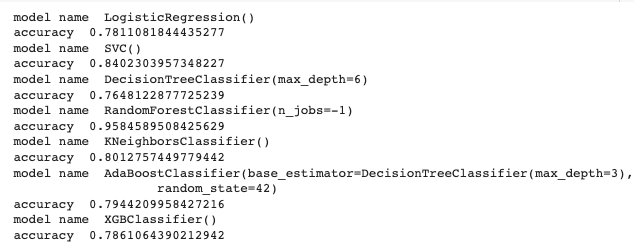 model name  LogisticRegression()
accuracy  0.7811081844435277
model name  SVC()
accuracy  0.8402303957348227
model name  DecisionTreeClassifier(max_depth=6)
accuracy  0.7648122877725239
model name  RandomForestClassifier(n_jobs=-1)
accuracy  0.9584589508425629
model name  KNeighborsClassifier()
accuracy  0.8012757449779442
model name  AdaBoostClassifier(base_estimator=DecisionTreeClassifier(max_depth=3),
random_state=42)
accuracy  0.7944209958427216
model name  XGBClassifier()
accuracy  0.7861064390212942